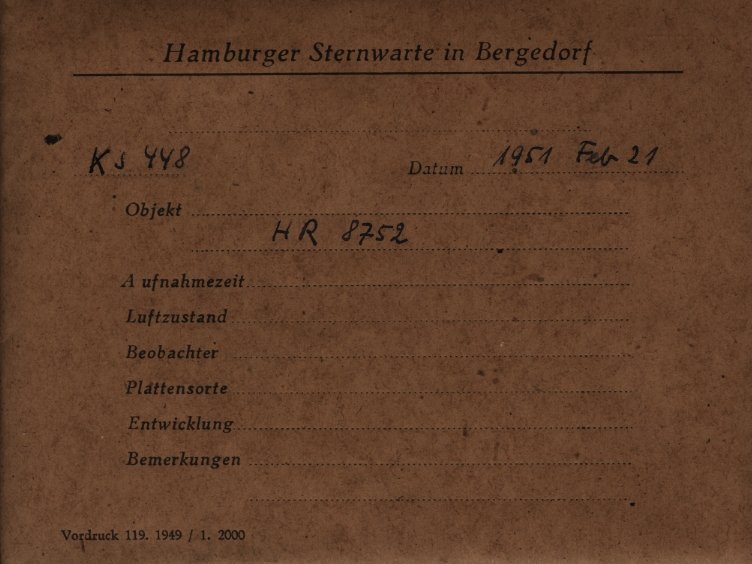 Hamburger Sternwarte in Bergedorf
Ks 448 Datum 1951 Feb 21
Objekt
HR 8752
Aufnahmezeit
Luftzustand
Beobachter
Plattensorte
Entwicklung
Bemerkungen
Vordruck 119. 1949 / 1. 2000